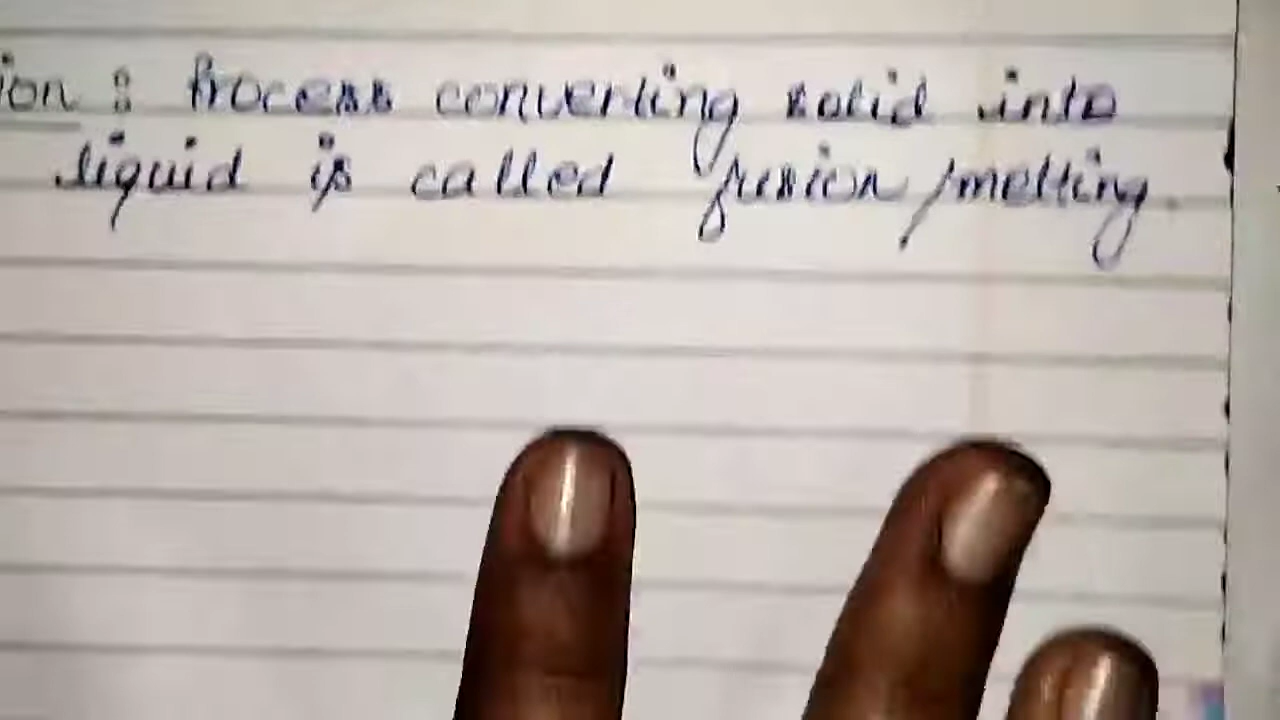 ion : Process converting solid into
liquid is called fusion/melting.